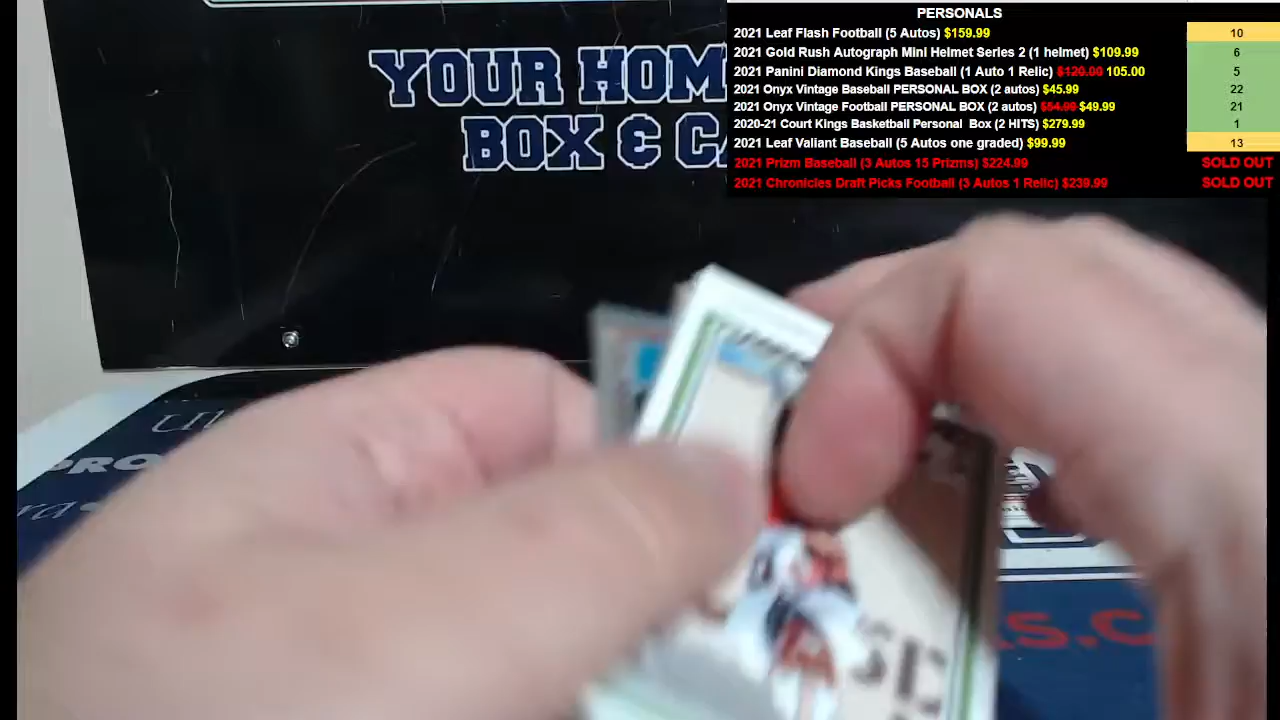 PERSONALS
2021 Leaf Flash Football (5 Autos) $159.99 10
2021 Gold Rush Autograph Mini Helmet Series 2 (1 helmet) $109.99 6
2021 Panini Diamond Kings Baseball (1 Auto 1 Relic) $120.00 105.00 5
2021 Onyx Vintage Baseball PERSONAL BOX (2 autos) $45.99 22
2021 Onyx Vintage Football PERSONAL BOX (2 autos) $54.99 $49.99 21
2020-21 Court Kings Basketball Personal Box (2 HITS) $279.99 1
2021 Leaf Valiant Baseball (5 Autos one graded) $99.99 13
2021 Prizm Baseball (3 Autos 15 Prizms) $224.99 SOLD OUT
2021 Chronicles Draft Picks Football (3 Autos 1 Relic) $239.99 SOLD OUT
YOUR HOM
BOX & CA
PRO